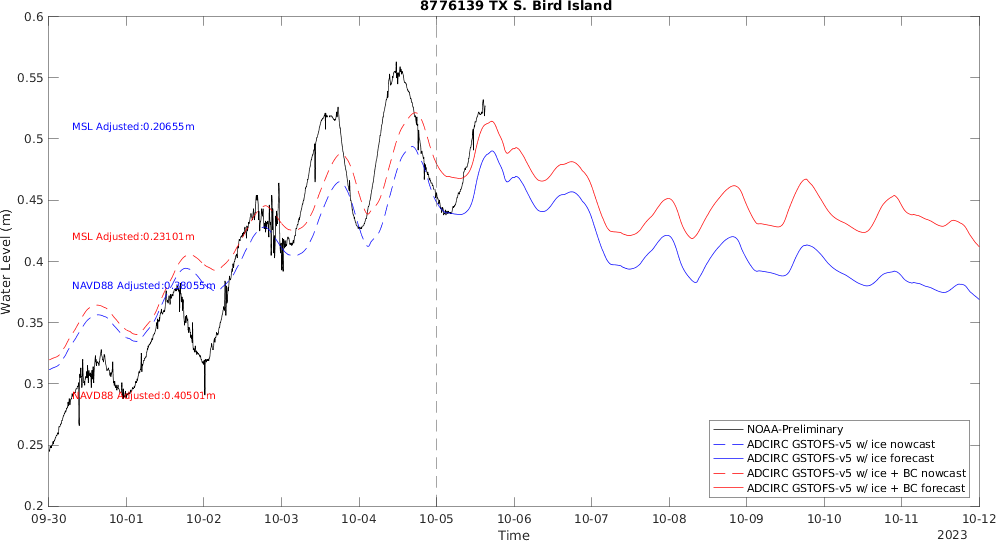 8776139 TX S. Bird Island
Water Level (m)
0.6
0.55
0.5
0.45
0.4
0.35
0.3
0.25
0.2
MSL Adjusted:0.20655m
MSL Adjusted:0.23101m
NAVD88 Adjusted:0.38055m
NAVD88 Adjusted:0.40501m
NOAA-Preliminary
ADCIRC GSTOFS-v5 w/ ice nowcast
ADCIRC GSTOFS-v5 w/ ice forecast
ADCIRC GSTOFS-v5 w/ ice + BC nowcast
ADCIRC GSTOFS-v5 w/ ice + BC forecast
09-30 10-01 10-02 10-03 10-04 10-05 10-06 10-07 10-08 10-09 10-10 10-11 10-12
Time
2023